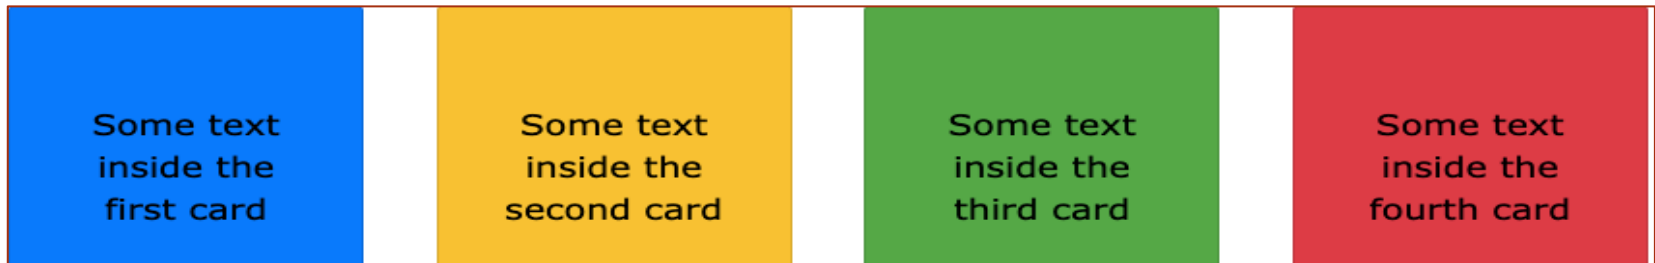 Some text
inside the
first card
Some text
inside the
second card
Some text
inside the
third card
Some text
inside the
fourth card